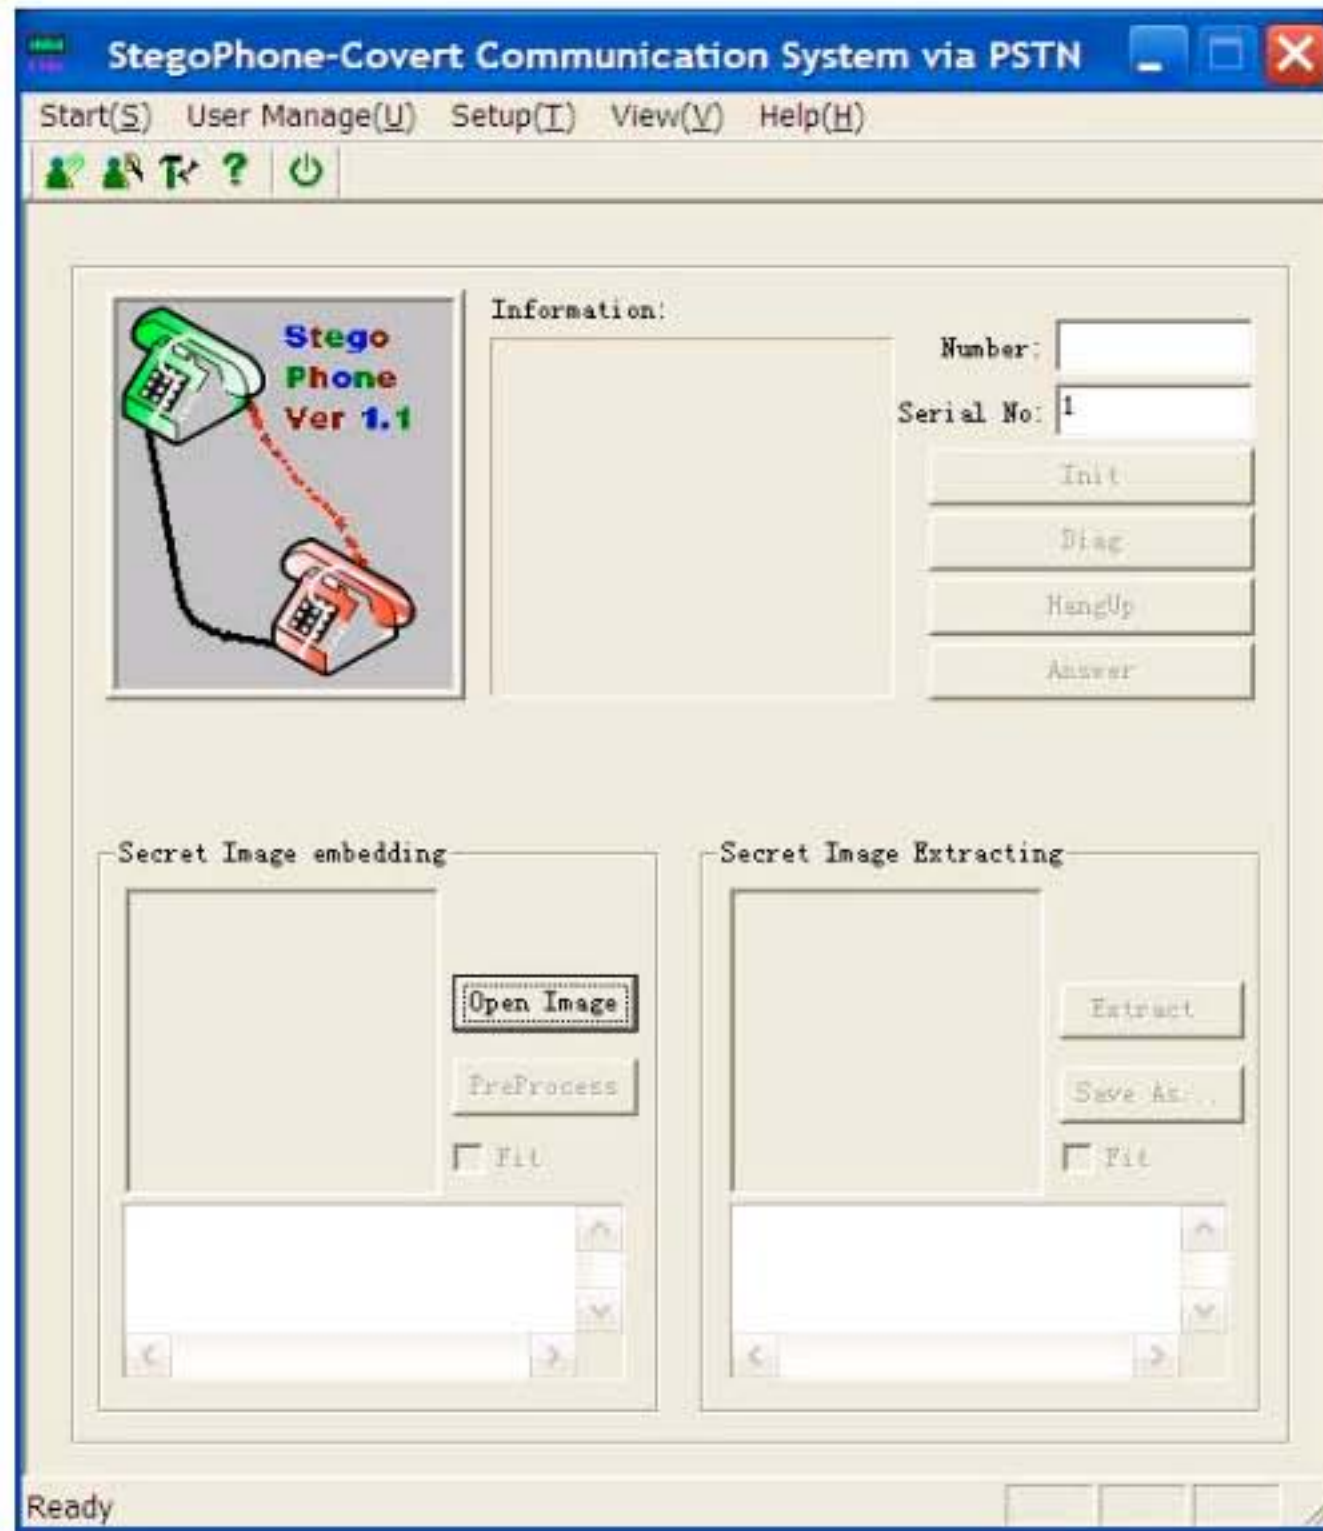 StegoPhone-Covert Communication System via PSTN
Start(S) User Manage(U) Setup(T) View(V) Help(H)
Stego
Phone
Ver 1.1
Information:
Number:
Serial No: 1
Init
Diag
HangUp
Answer
Secret Image embedding
Open Image
PreProcess
Fit
Secret Image Extracting
Extract
Save As...
Fit
Ready